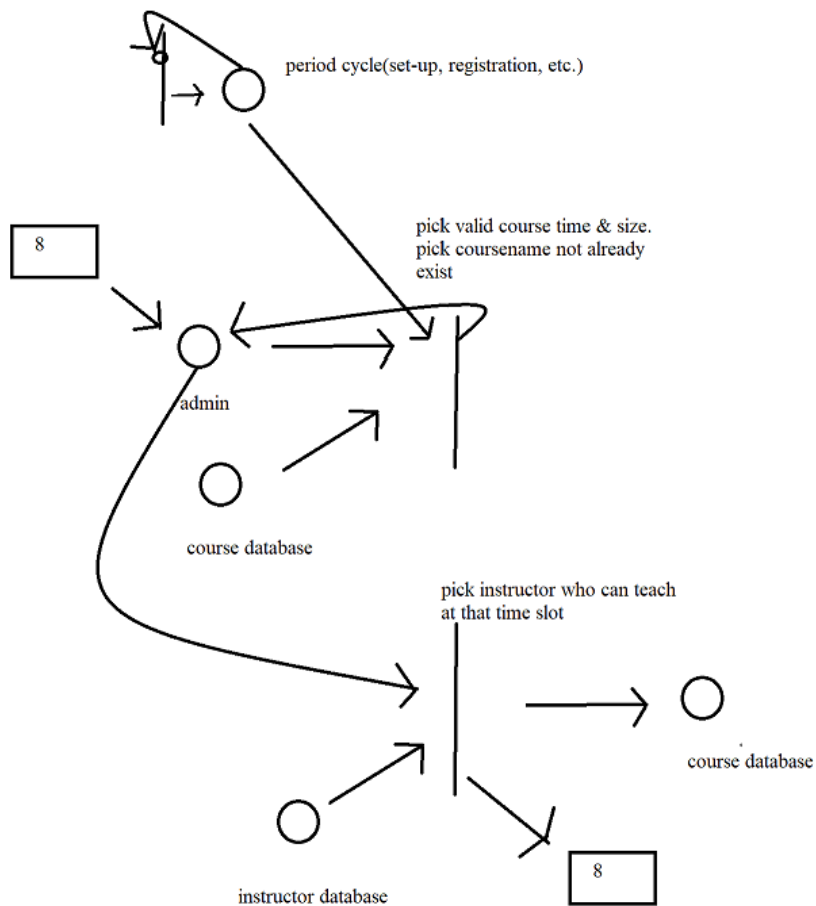 period cycle(set-up, registration, etc.)
pick valid course time & size.
pick coursename not already
exist
8
admin
course database
pick instructor who can teach
at that time slot
course database
instructor database
8